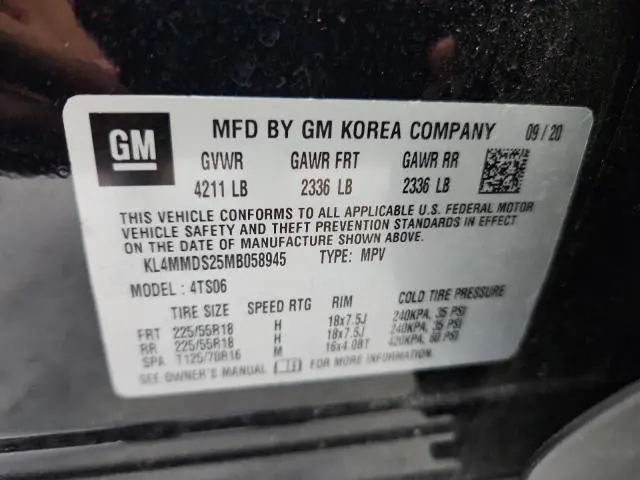 GM MFD BY GM KOREA COMPANY 09/20
GVWR GAWR FRT GAWR RR
4211 LB 2336 LB 2336 LB
THIS VEHICLE CONFORMS TO ALL APPLICABLE U.S. FEDERAL MOTOR
VEHICLE SAFETY AND THEFT PREVENTION STANDARDS IN
EFFECT ON THE DATE OF MANUFACTURE SHOWN ABOVE.
KL4MMDS25MB058945 TYPE: MPV
MODEL : 4TS06
TIRE SIZE SPEED RTG RIM COLD TIRE PRESSURE
FRT 225/55R18 H 18x7.5J 240KPA, 35 PSI
RR 225/55R18 H 18x7.5J 240KPA, 35 PSI
SPA T125/70R16 M 16x4.0BT 420KPA, 60 PSI
SEE OWNER'S MANUAL FOR MORE INFORMATION.